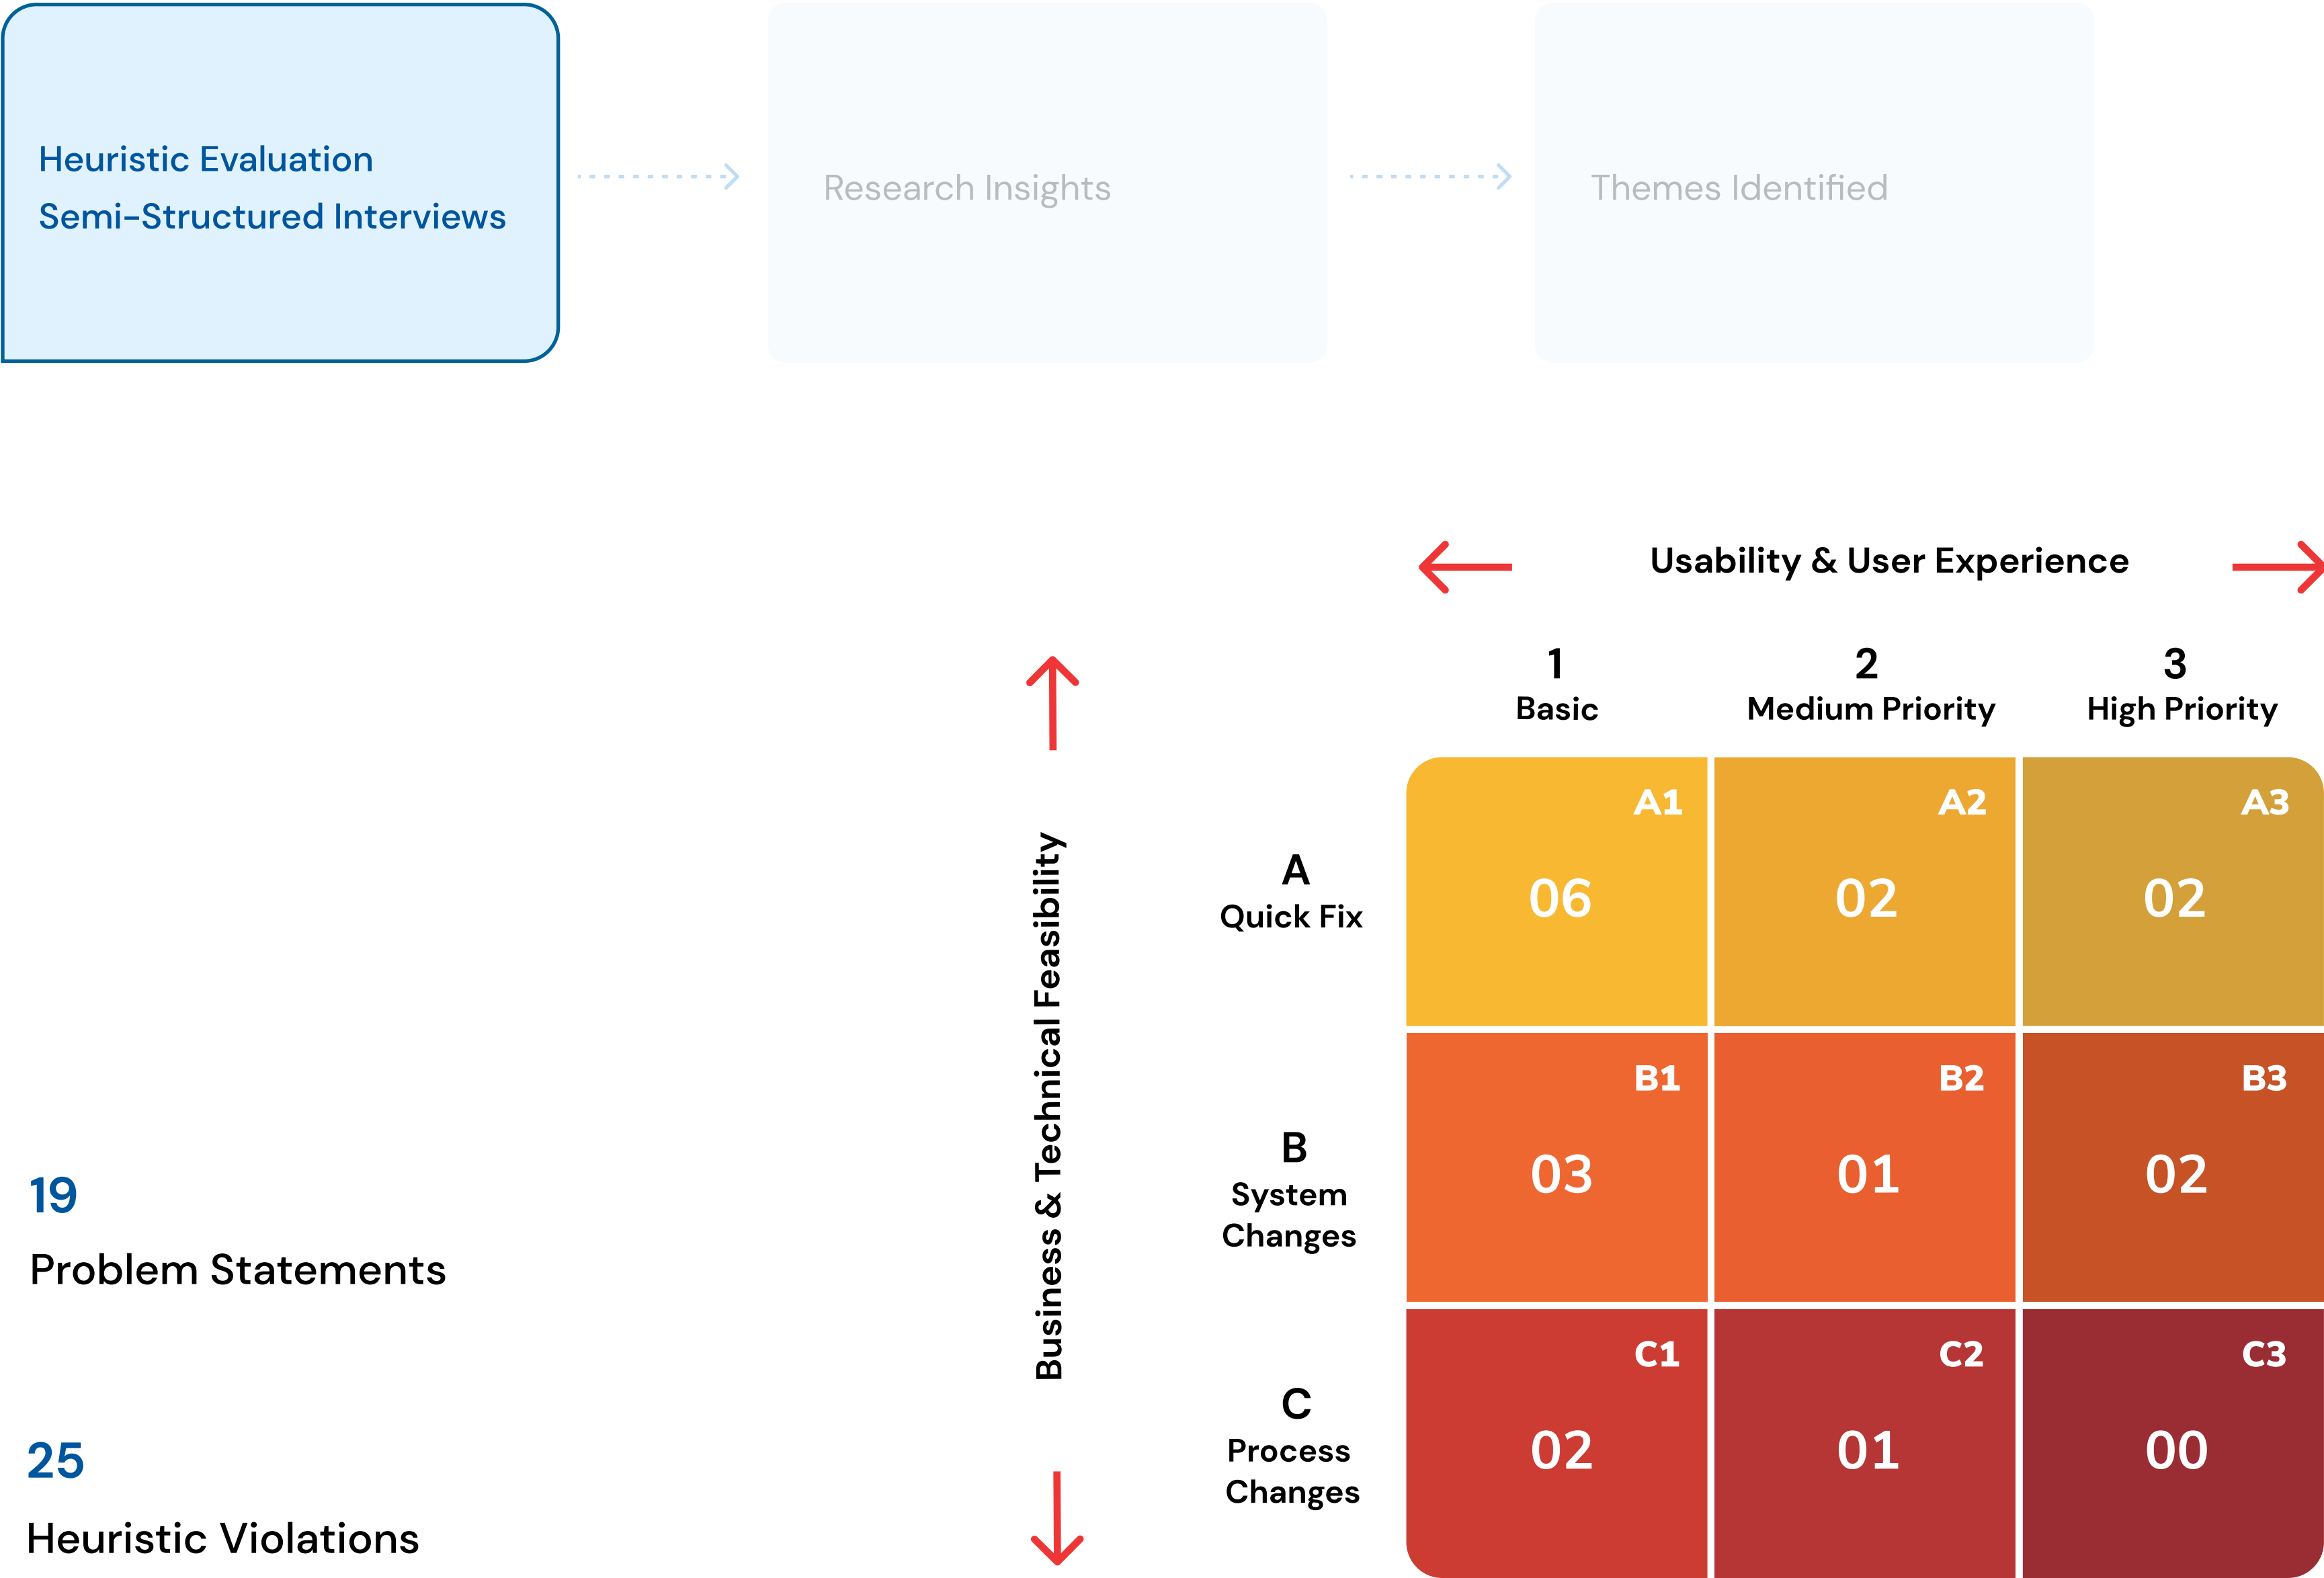 Heuristic Evaluation
Semi-Structured Interviews
Research Insights
Themes Identified
Usability & User Experience
1
Basic
2
Medium Priority
3
High Priority
Business & Technical Feasibility
A
Quick Fix
A1
06
A2
02
A3
02
B
System
Changes
B1
03
B2
01
B3
02
C
Process
Changes
C1
02
C2
01
C3
00
19
Problem Statements
25
Heuristic Violations